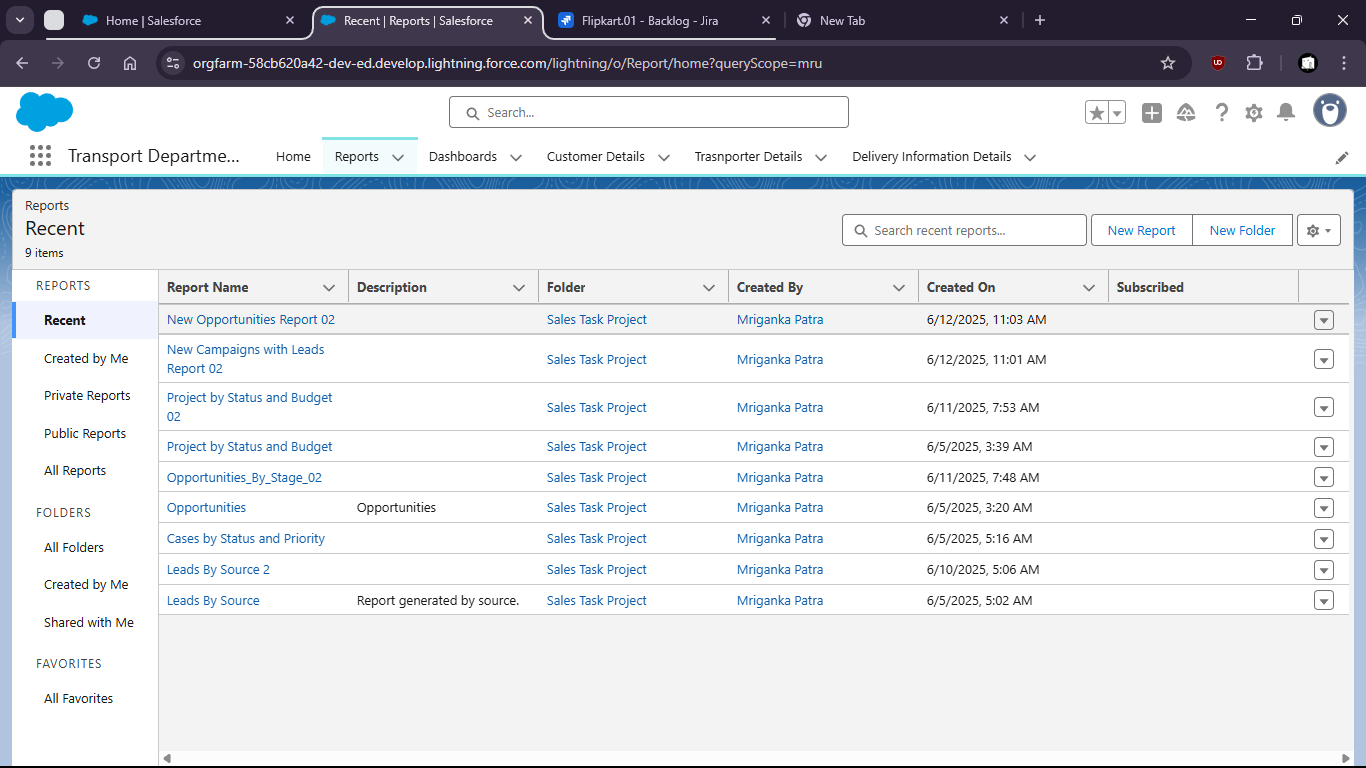 Home | Salesforce
Recent | Reports | Salesforce
Flipkart.01 - Backlog - Jira
New Tab
orgfarm-58cb620a42-dev-ed.develop.lightning.force.com/lightning/o/Report/home?queryScope=mru
Search...
Transport Departme...
Home
Reports
Dashboards
Customer Details
Trasnporter Details
Delivery Information Details
Reports
Recent
9 items
Search recent reports...
New Report
New Folder
REPORTS
Recent
Created by Me
Private Reports
Public Reports
All Reports
FOLDERS
All Folders
Created by Me
Shared with Me
FAVORITES
All Favorites
Report Name Description Folder Created By Created On Subscribed
New Opportunities Report 02 Sales Task Project Mriganka Patra 6/12/2025, 11:03 AM
New Campaigns with Leads
Report 02 Sales Task Project Mriganka Patra 6/12/2025, 11:01 AM
Project by Status and Budget
02 Sales Task Project Mriganka Patra 6/11/2025, 7:53 AM
Project by Status and Budget Sales Task Project Mriganka Patra 6/5/2025, 3:39 AM
Opportunities_By_Stage_02 Sales Task Project Mriganka Patra 6/11/2025, 7:48 AM
Opportunities Opportunities Sales Task Project Mriganka Patra 6/5/2025, 3:20 AM
Cases by Status and Priority Sales Task Project Mriganka Patra 6/5/2025, 5:16 AM
Leads By Source 2 Sales Task Project Mriganka Patra 6/10/2025, 5:06 AM
Leads By Source Report generated by source. Sales Task Project Mriganka Patra 6/5/2025, 5:02 AM